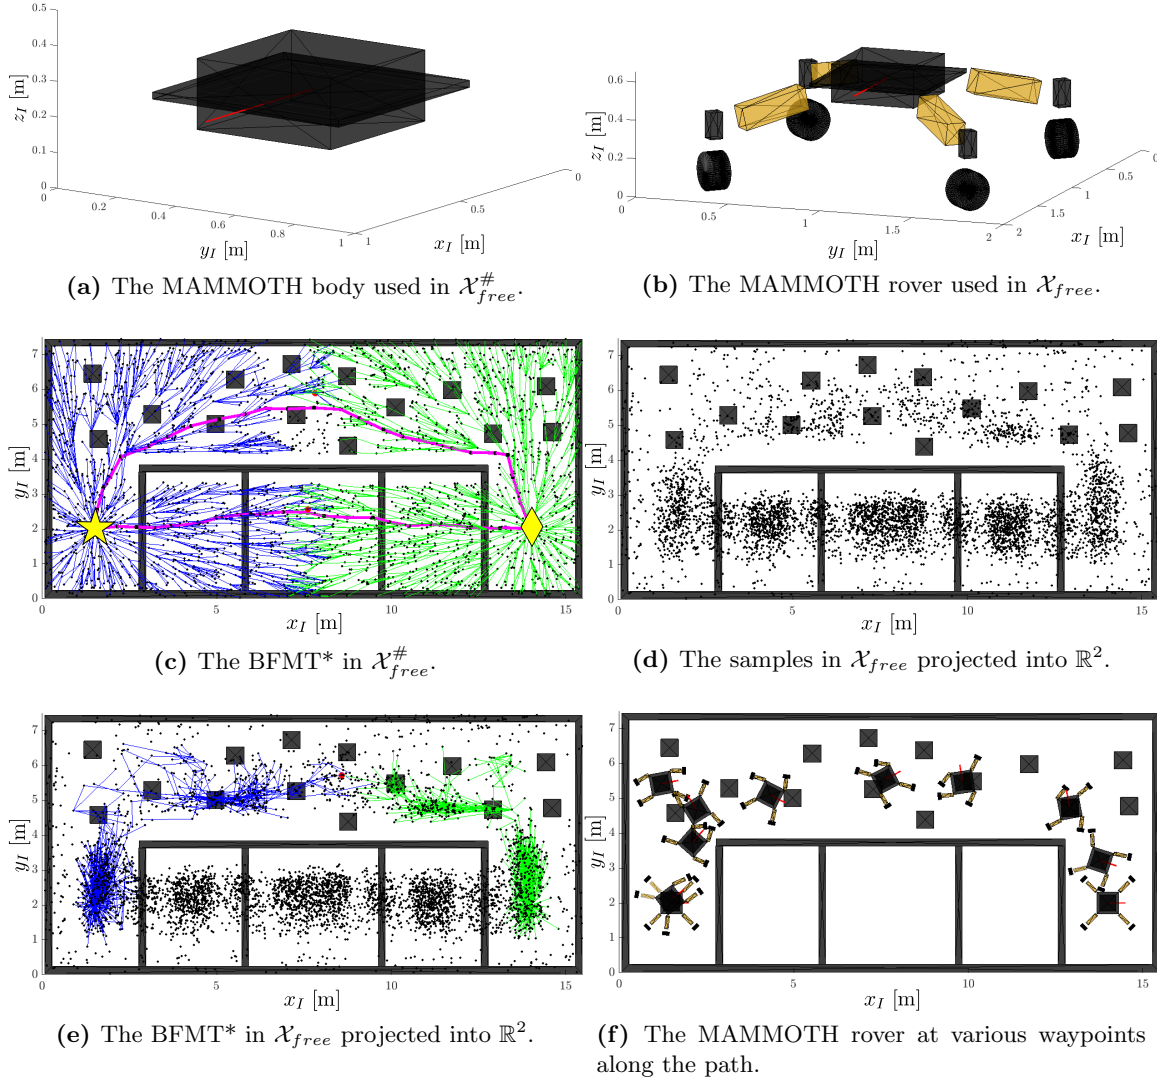 0.5
0.4
0.3
0.2
0.1
0
z_I [m]
0
0.2
0.4
0.6
0.8
1
y_I [m]
1
0.5
0
x_I [m]
(a) The MAMMOTH body used in 𝒳^#_free.
0.6
0.4
0.2
0
z_I [m]
0
0.5
1
1.5
2
y_I [m]
2
1.5
1
0.5
0
x_I [m]
(b) The MAMMOTH rover used in 𝒳_free.
7
6
5
4
3
2
1
0
y_I [m]
0 5 10 15
x_I [m]
(c) The BFMT* in 𝒳^#_free.
7
6
5
4
3
2
1
0
y_I [m]
0 5 10 15
x_I [m]
(d) The samples in 𝒳_free projected into ℝ².
7
6
5
4
3
2
1
0
y_I [m]
0 5 10 15
x_I [m]
(e) The BFMT* in 𝒳_free projected into ℝ².
7
6
5
4
3
2
1
0
y_I [m]
0 5 10 15
x_I [m]
(f) The MAMMOTH rover at various waypoints
along the path.